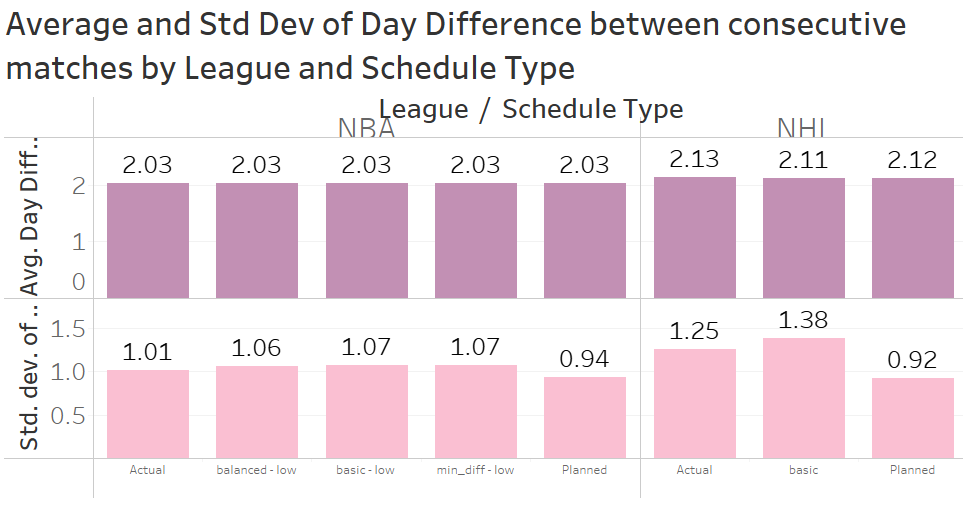 Average and Std Dev of Day Difference between consecutive
matches by League and Schedule Type
League / Schedule Type
NBA NHL
Avg. Day Diff..
2
1
0
2.03 2.03 2.03 2.03 2.03 2.13 2.11 2.12
Std. dev. of ..
1.5
1.0
0.5
1.01 1.06 1.07 1.07 0.94 1.25 1.38 0.92
Actual balanced - low basic - low min_diff - low Planned Actual basic Planned